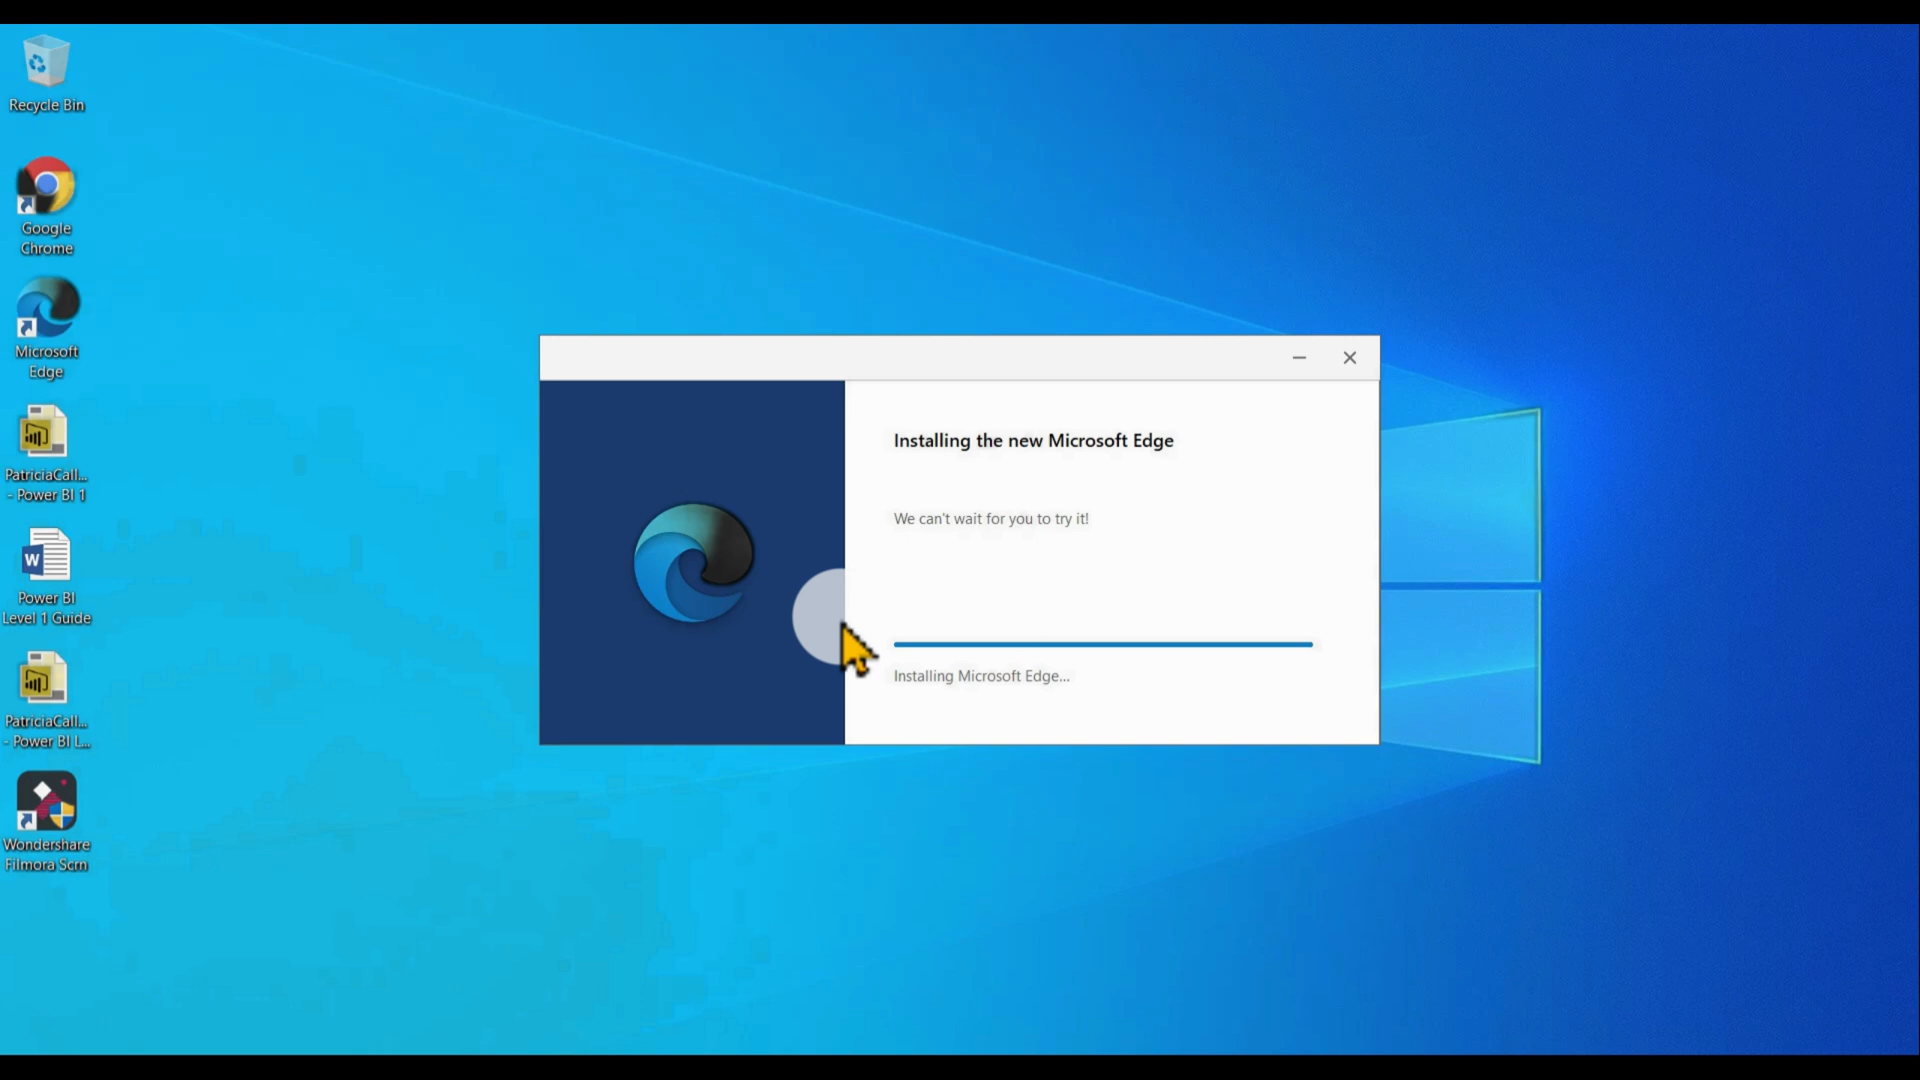 Recycle Bin
Google
Chrome
Microsoft
Edge
PatriciaCall...
- Power BI 1
W
Power BI
Level 1 Guide
PatriciaCall...
- Power BI L...
Wondershare
Filmora Scrn
Installing the new Microsoft Edge
We can't wait for you to try it!
Installing Microsoft Edge...